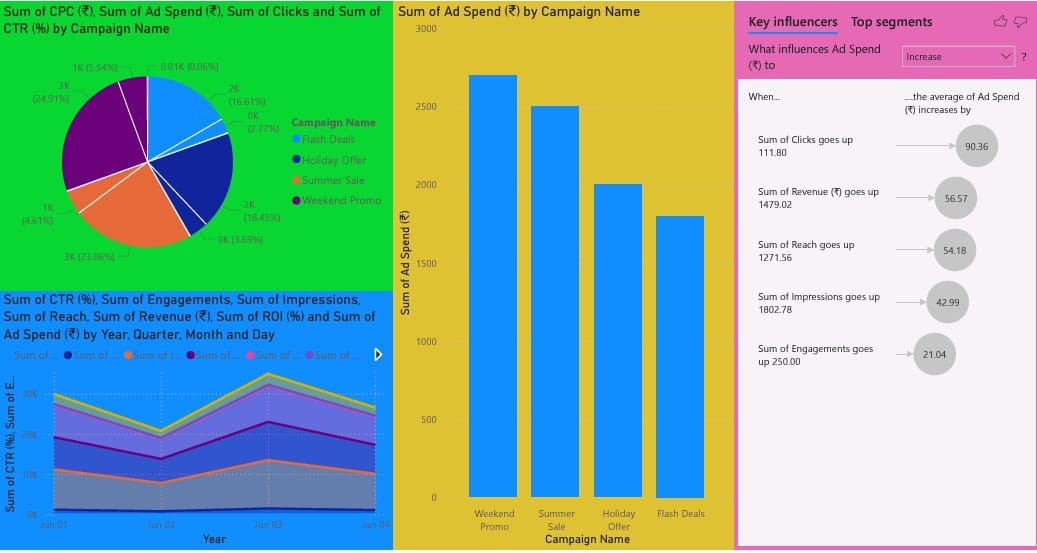 Sum of CPC (₹), Sum of Ad Spend (₹), Sum of Clicks and Sum of
CTR (%) by Campaign Name
1K (5.54%)
0.01K (0.06%)
3K
(24.91%)
2K
(16.61%)
0K
(2.77%)
2K
(18.45%)
0K (3.69%)
3K (23.06%)
1K
(4.61%)
Campaign Name
Flash Deals
Holiday Offer
Summer Sale
Weekend Promo
Sum of CTR (%), Sum of Engagements, Sum of Impressions,
Sum of Reach, Sum of Revenue (₹), Sum of ROI (%) and Sum of
Ad Spend (₹) by Year, Quarter, Month and Day
Sum of ... Sum of ... Sum of I... Sum of ... Sum of ... Sum of ...
Sum of CTR (%), Sum of E...
30K
20K
10K
0K
Jun 01 Jun 02 Jun 03 Jun 04
Year
Sum of Ad Spend (₹) by Campaign Name
Sum of Ad Spend (₹)
3000
2500
2000
1500
1000
500
0
Weekend
Promo
Summer
Sale
Holiday
Offer
Flash Deals
Campaign Name
Key influencers Top segments
What influences Ad Spend
(₹) to
Increase
?
When...
....the average of Ad Spend
(₹) increases by
Sum of Clicks goes up
111.80
90.36
Sum of Revenue (₹) goes up
1479.02
56.57
Sum of Reach goes up
1271.56
54.18
Sum of Impressions goes up
1802.78
42.99
Sum of Engagements goes
up 250.00
21.04